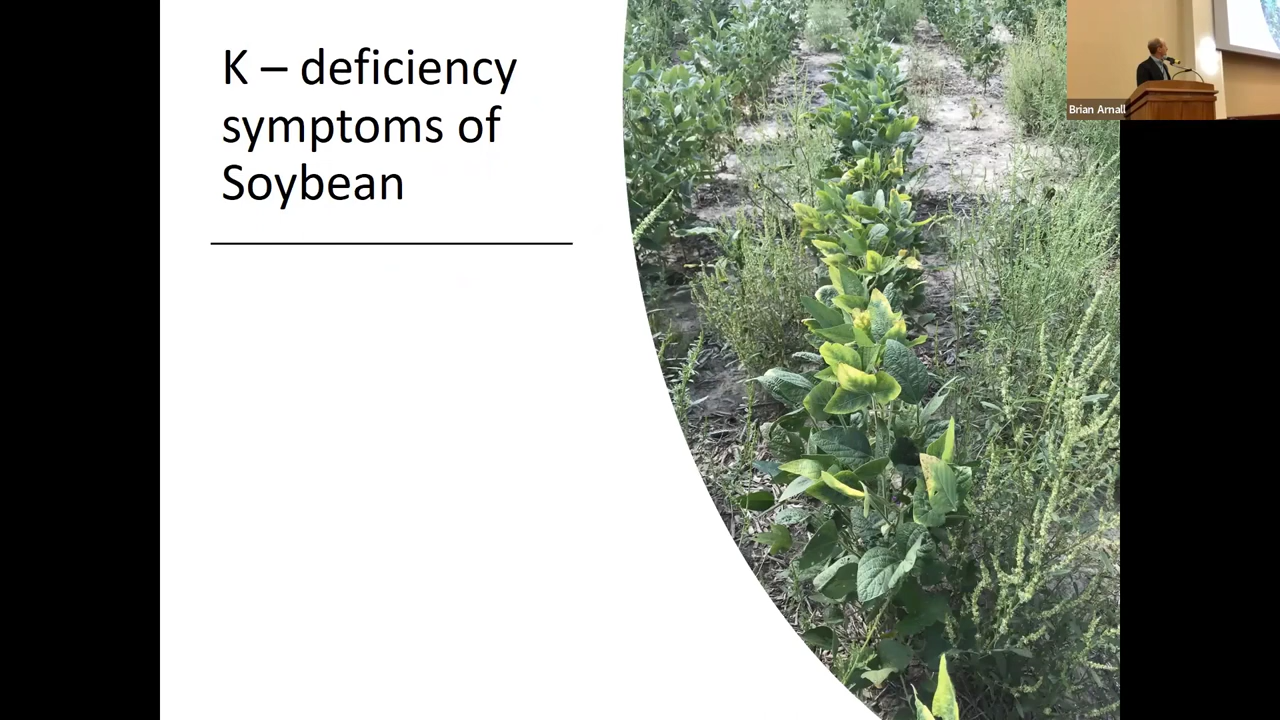 K – deficiency
symptoms of
Soybean
Brian Arnall